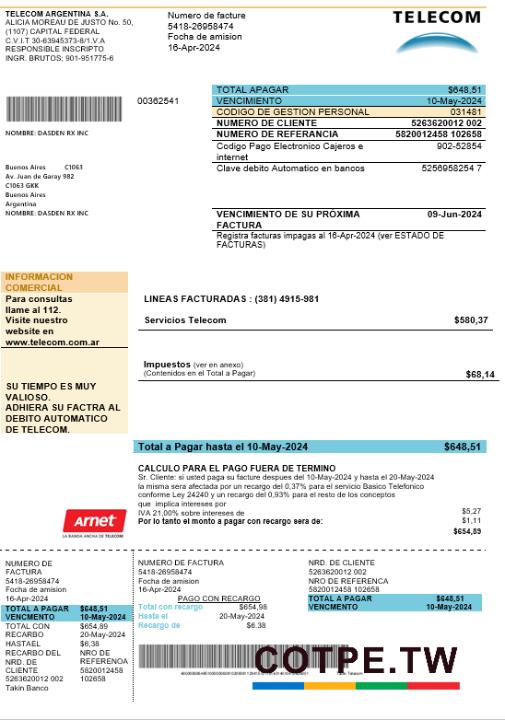 TELECOM ARGENTINA S.A.
ALICIA MOREAU DE JUSTO No. 50,
(1107) CAPITAL FEDERAL
C.V.I.T 30-63945373-8/1.V.A
RESPONSIBLE INSCRIPTO
INGR. BRUTOS; 901-951775-6
Numero de facture
5418-26958474
Focha de amision
16-Apr-2024
TELECOM
00362541
NOMBRE: DASDEN RX INC
Buenos Aires C1063
Av. Juan de Garay 982
C1063 GKK
Buenos Aires
Argentina
NOMBRE: DASDEN RX INC
TOTAL APAGAR $648,51
VENCIMIENTO 10-May-2024
CODIGO DE GESTION PERSONAL 031481
NUMERO DE CLIENTE 5263620012 002
NUMERO DE REFERANCIA 5820012458 102658
Codigo Pago Electronico Cajeros e internet 902-52854
Clave debito Automatico en bancos 5256958254 7
VENCIMIENTO DE SU PRÓXIMA FACTURA 09-Jun-2024
Registra facturas impagas al 16-Apr-2024 (ver ESTADO DE
FACTURAS)
INFORMACION
COMERCIAL
Para consultas
llame al 112.
Visite nuestro
website en
www.telecom.com.ar
SU TIEMPO ES MUY
VALIOSO.
ADHIERA SU FACTRA AL
DEBITO AUTOMATICO
DE TELECOM.
LINEAS FACTURADAS : (381) 4915-981
Servicios Telecom $580,37
Impuestos (ver en anexo)
(Contenidos en el Total a Pagar) $68,14
Total a Pagar hasta el 10-May-2024 $648,51
CALCULO PARA EL PAGO FUERA DE TERMINO
Sr. Cliente: si usted paga su facture despues del 10-May-2024 y hasta el 20-May-2024
la misma sera afectada por un recargo del 0,37% para el servicio Basico Telefonico
conforme Ley 24240 y un recargo del 0,93% para el resto de los conceptos
que implica intereses por $5,27
IVA 21,00% sobre intereses de $1,11
Por lo tanto el monto a pagar con recargo sera de: $654,89
arnet
LA BANDA ANCHA DE TELECOM
NUMERO DE
FACTURA
5418-26958474
Focha de amision
16-Apr-2024
TOTAL A PAGAR $648,51
VENCMENTO 10-May-2024
TOTAL CON $654,89
RECARBO 20-May-2024
HASTAEL $6,38
RECARBO DEL NRO DE
NRD. DE REFERENCIA
CLIENTE 5820012458
5263620012 002 102658
Takin Banco
NUMERO DE FACTURA
5418-26958474
Focha de amision
16-Apr-2024
PAGO CON RECARGO
Total con recargo $654,98
Hasta el 20-May-2024
Recargo de $6.38
NRD. DE CLIENTE
5263620012 002
NRO DE REFERENCA
5820012458 102658
TOTAL A PAGAR $648,51
VENCMENTO 10-May-2024
COTPE.TW